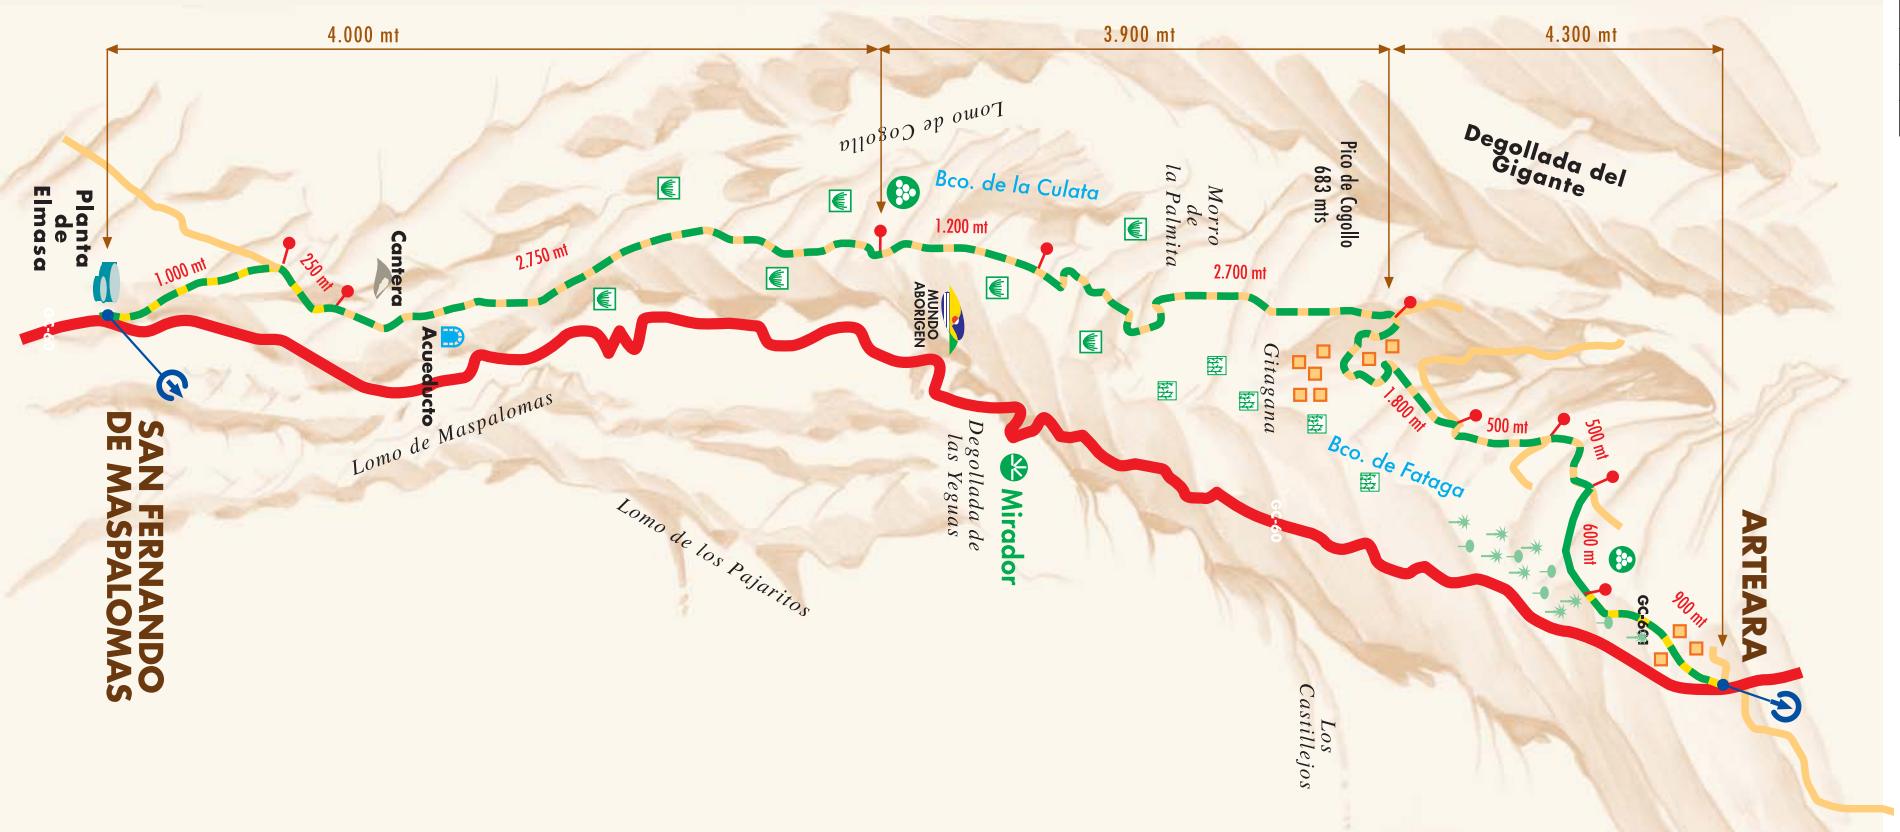 4.000 mt
3.900 mt
4.300 mt
Lomo de Cogolla
Degollada del
Gigante
Pico de Cogollo
683 mts
Bco. de la Culata
Morro
de
la Palmita
Planta
de
Elmasa
1.000 mt
250 mt
Cantera
2.750 mt
1.200 mt
2.700 mt
MUNDO
ABORIGEN
Acueducto
GC-60
Gitagana
1.800 mt
500 mt
500 mt
Lomo de Maspalomas
SAN FERNANDO
DE MASPALOMAS
Degollada de
las Yeguas
Mirador
Bco. de Fataga
GC-60
600 mt
Lomo de los Pajaritos
ARTEARA
GC-601
900 mt
Los
Castillejos